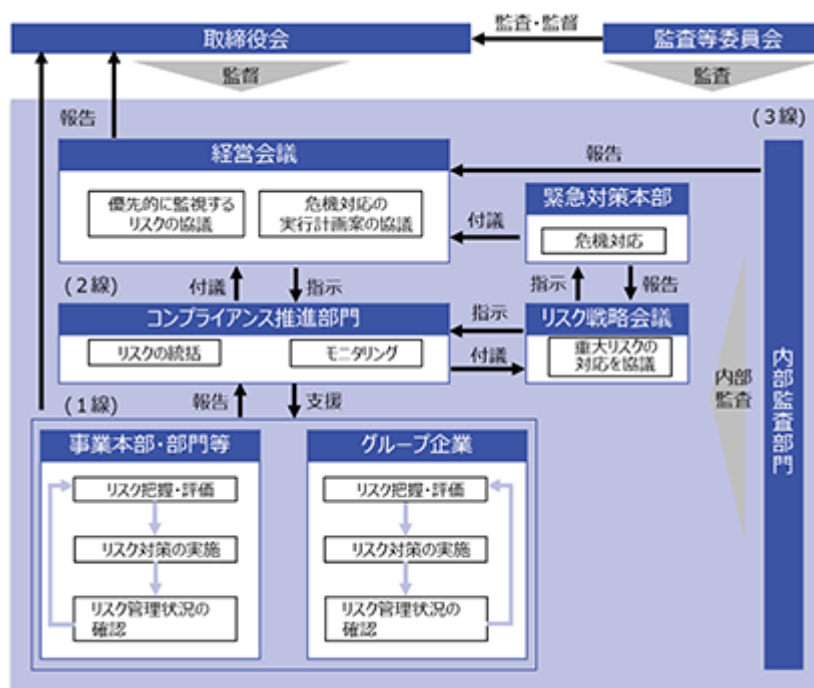 取締役会
監査・監督
監査等委員会
監督
監査
報告
(3線)
経営会議
報告
優先的に監視する
リスクの協議
危機対応の
実行計画案の協議
付議
緊急対策本部
危機対応
(2線)
付議
指示
指示
報告
コンプライアンス推進部門
指示
リスク戦略会議
リスクの統括
モニタリング
付議
重大リスクの
対応を協議
内部
監査
内部監査部門
(1線)
報告
支援
事業本部・部門等
グループ企業
リスク把握・評価
リスク把握・評価
リスク対策の実施
リスク対策の実施
リスク管理状況の
確認
リスク管理状況の
確認